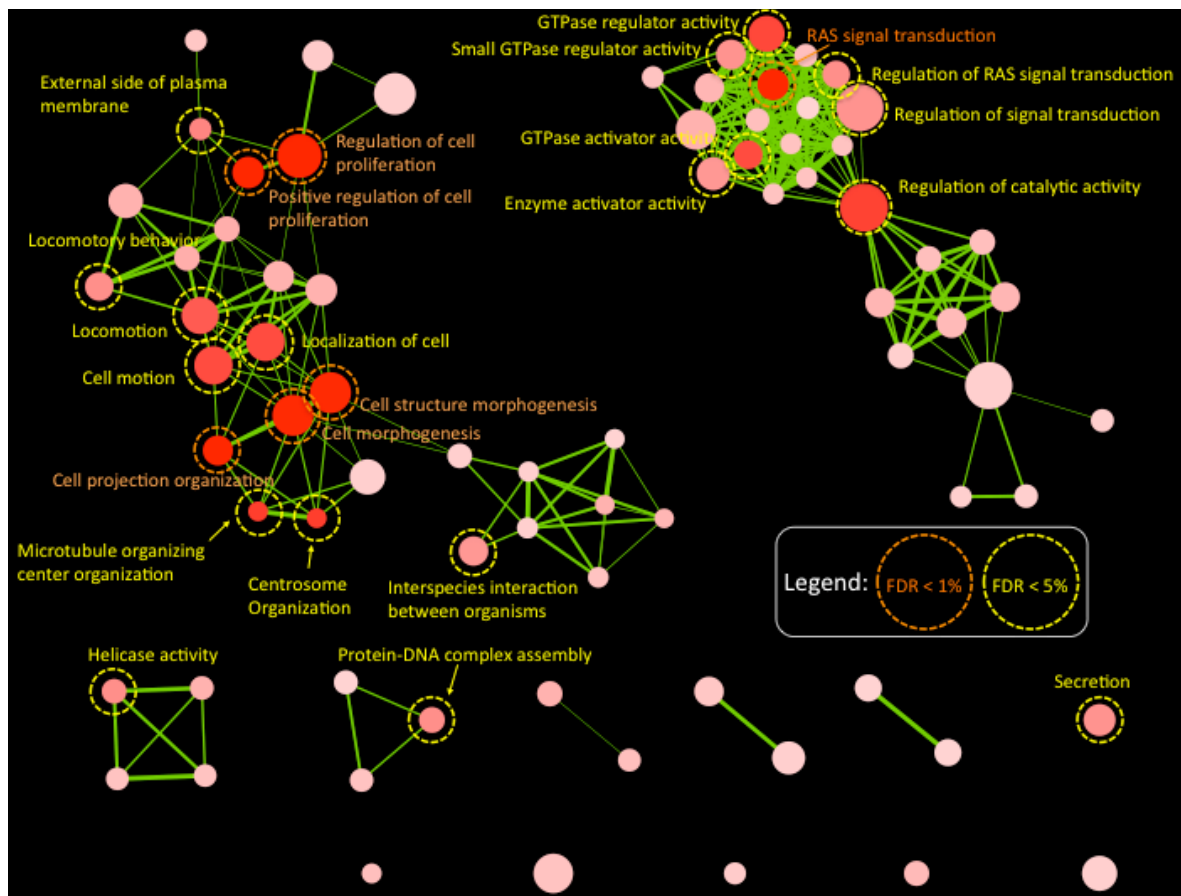 GTPase regulator activity
RAS signal transduction
Small GTPase regulator activity
External side of plasma
membrane
Regulation of RAS signal transduction
Regulation of signal transduction
Regulation of cell
proliferation
GTPase activator activity
Positive regulation of cell
proliferation
Enzyme activator activity
Regulation of catalytic activity
Locomotory behavior
Locomotion
Localization of cell
Cell motion
Cell structure morphogenesis
Cell morphogenesis
Cell projection organization
Microtubule organizing
center organization
Centrosome
Organization
Interspecies interaction
between organisms
Legend:
FDR < 1%
FDR < 5%
Helicase activity
Protein-DNA complex assembly
Secretion